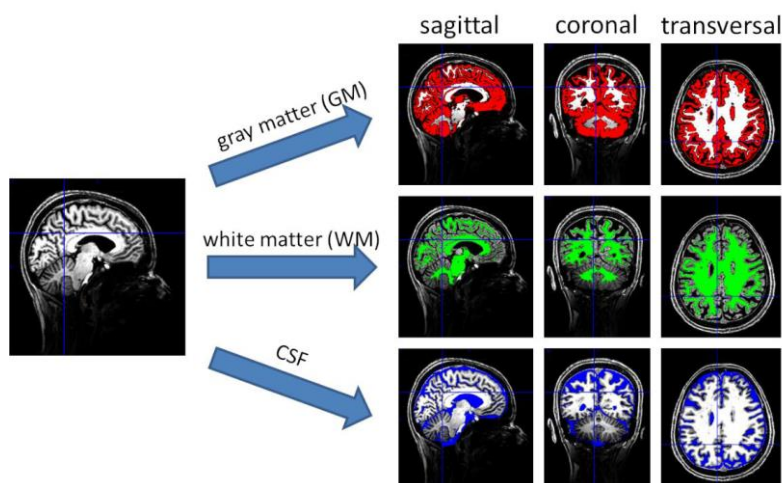 sagittal coronal transversal
gray matter (GM)
white matter (WM)
CSF